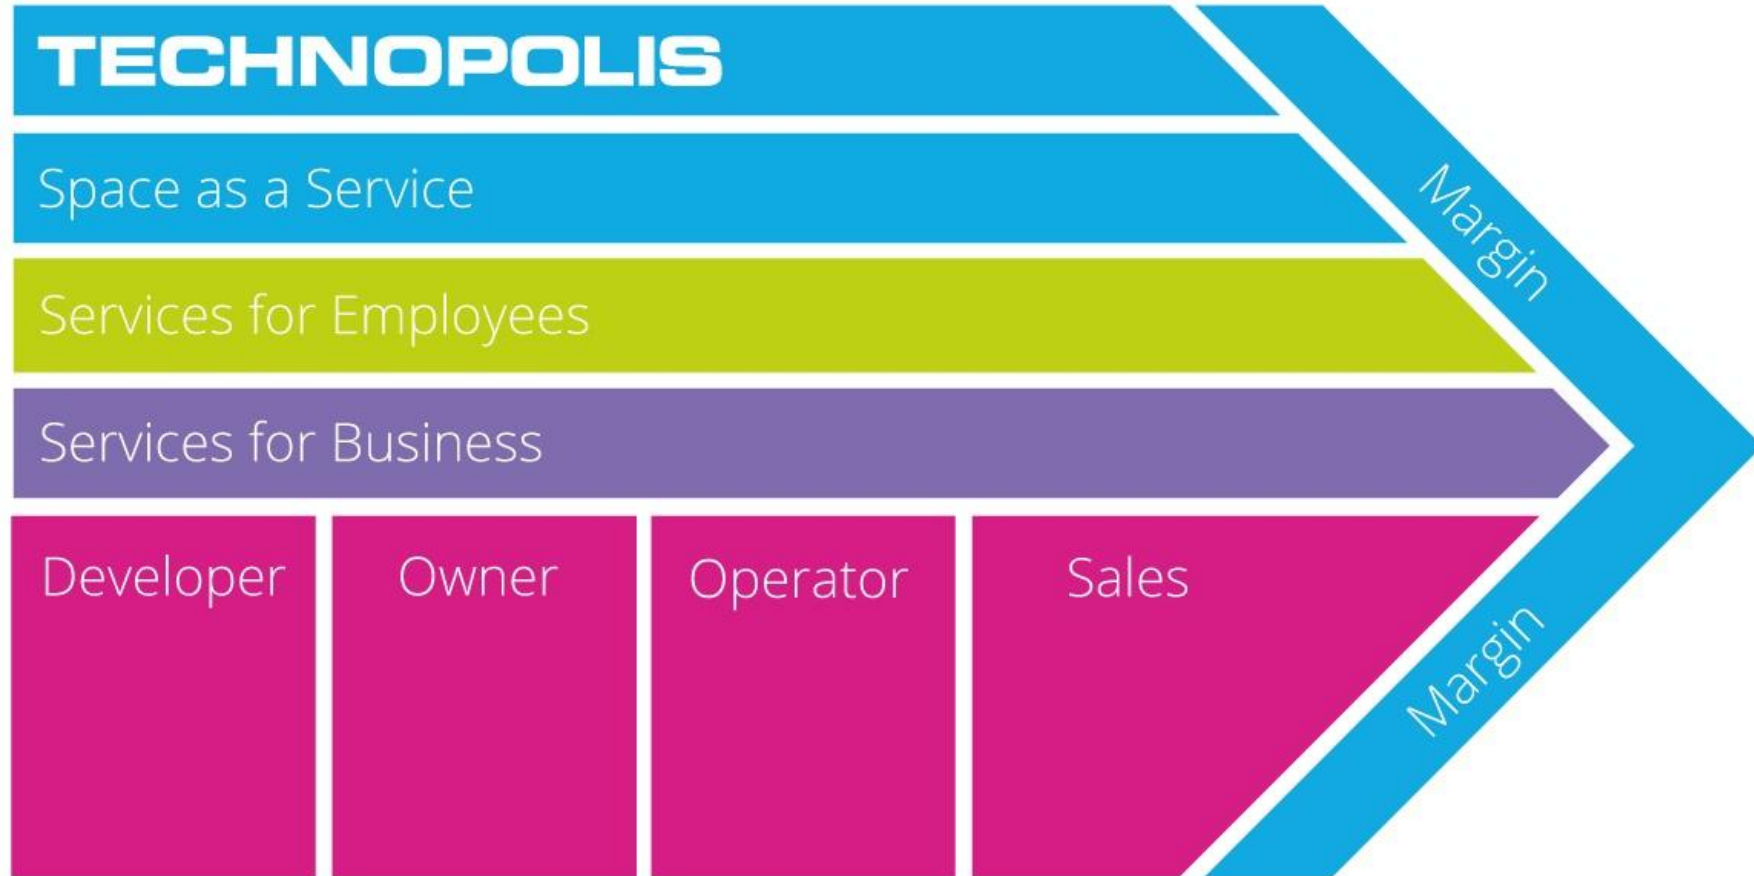 TECHNOPOLIS
Space as a Service
Services for Employees
Services for Business
Developer
Owner
Operator
Sales
Margin
Margin